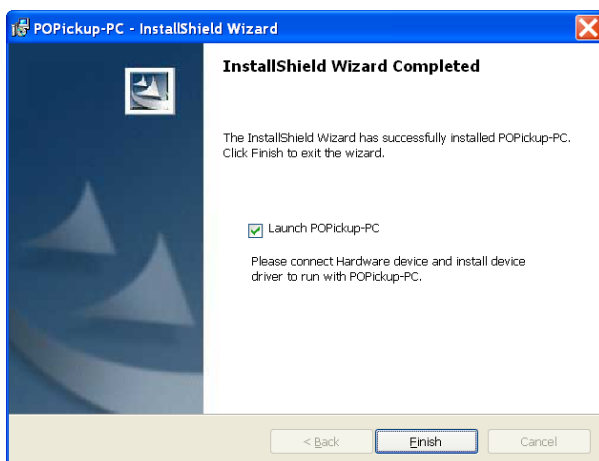 POPickup-PC - InstallShield Wizard
InstallShield Wizard Completed
The InstallShield Wizard has successfully installed POPickup-PC.
Click Finish to exit the wizard.
Launch POPickup-PC
Please connect Hardware device and install device
driver to run with POPickup-PC.
< Back
Finish
Cancel